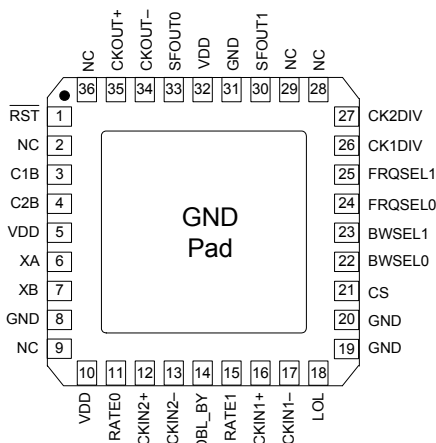 NC CKOUT+ CKOUT– SFOUT0 VDD GND SFOUT1 NC NC
36 35 34 33 32 31 30 29 28
RST 1
NC 2
C1B 3
C2B 4
VDD 5
XA 6
XB 7
GND 8
NC 9
GND
Pad
27 CK2DIV
26 CK1DIV
25 FRQSEL1
24 FRQSEL0
23 BWSEL1
22 BWSEL0
21 CS
20 GND
19 GND
10 11 12 13 14 15 16 17 18
VDD RATE0 CKIN2+ CKIN2– DBL_BY RATE1 CKIN1+ CKIN1– LOL